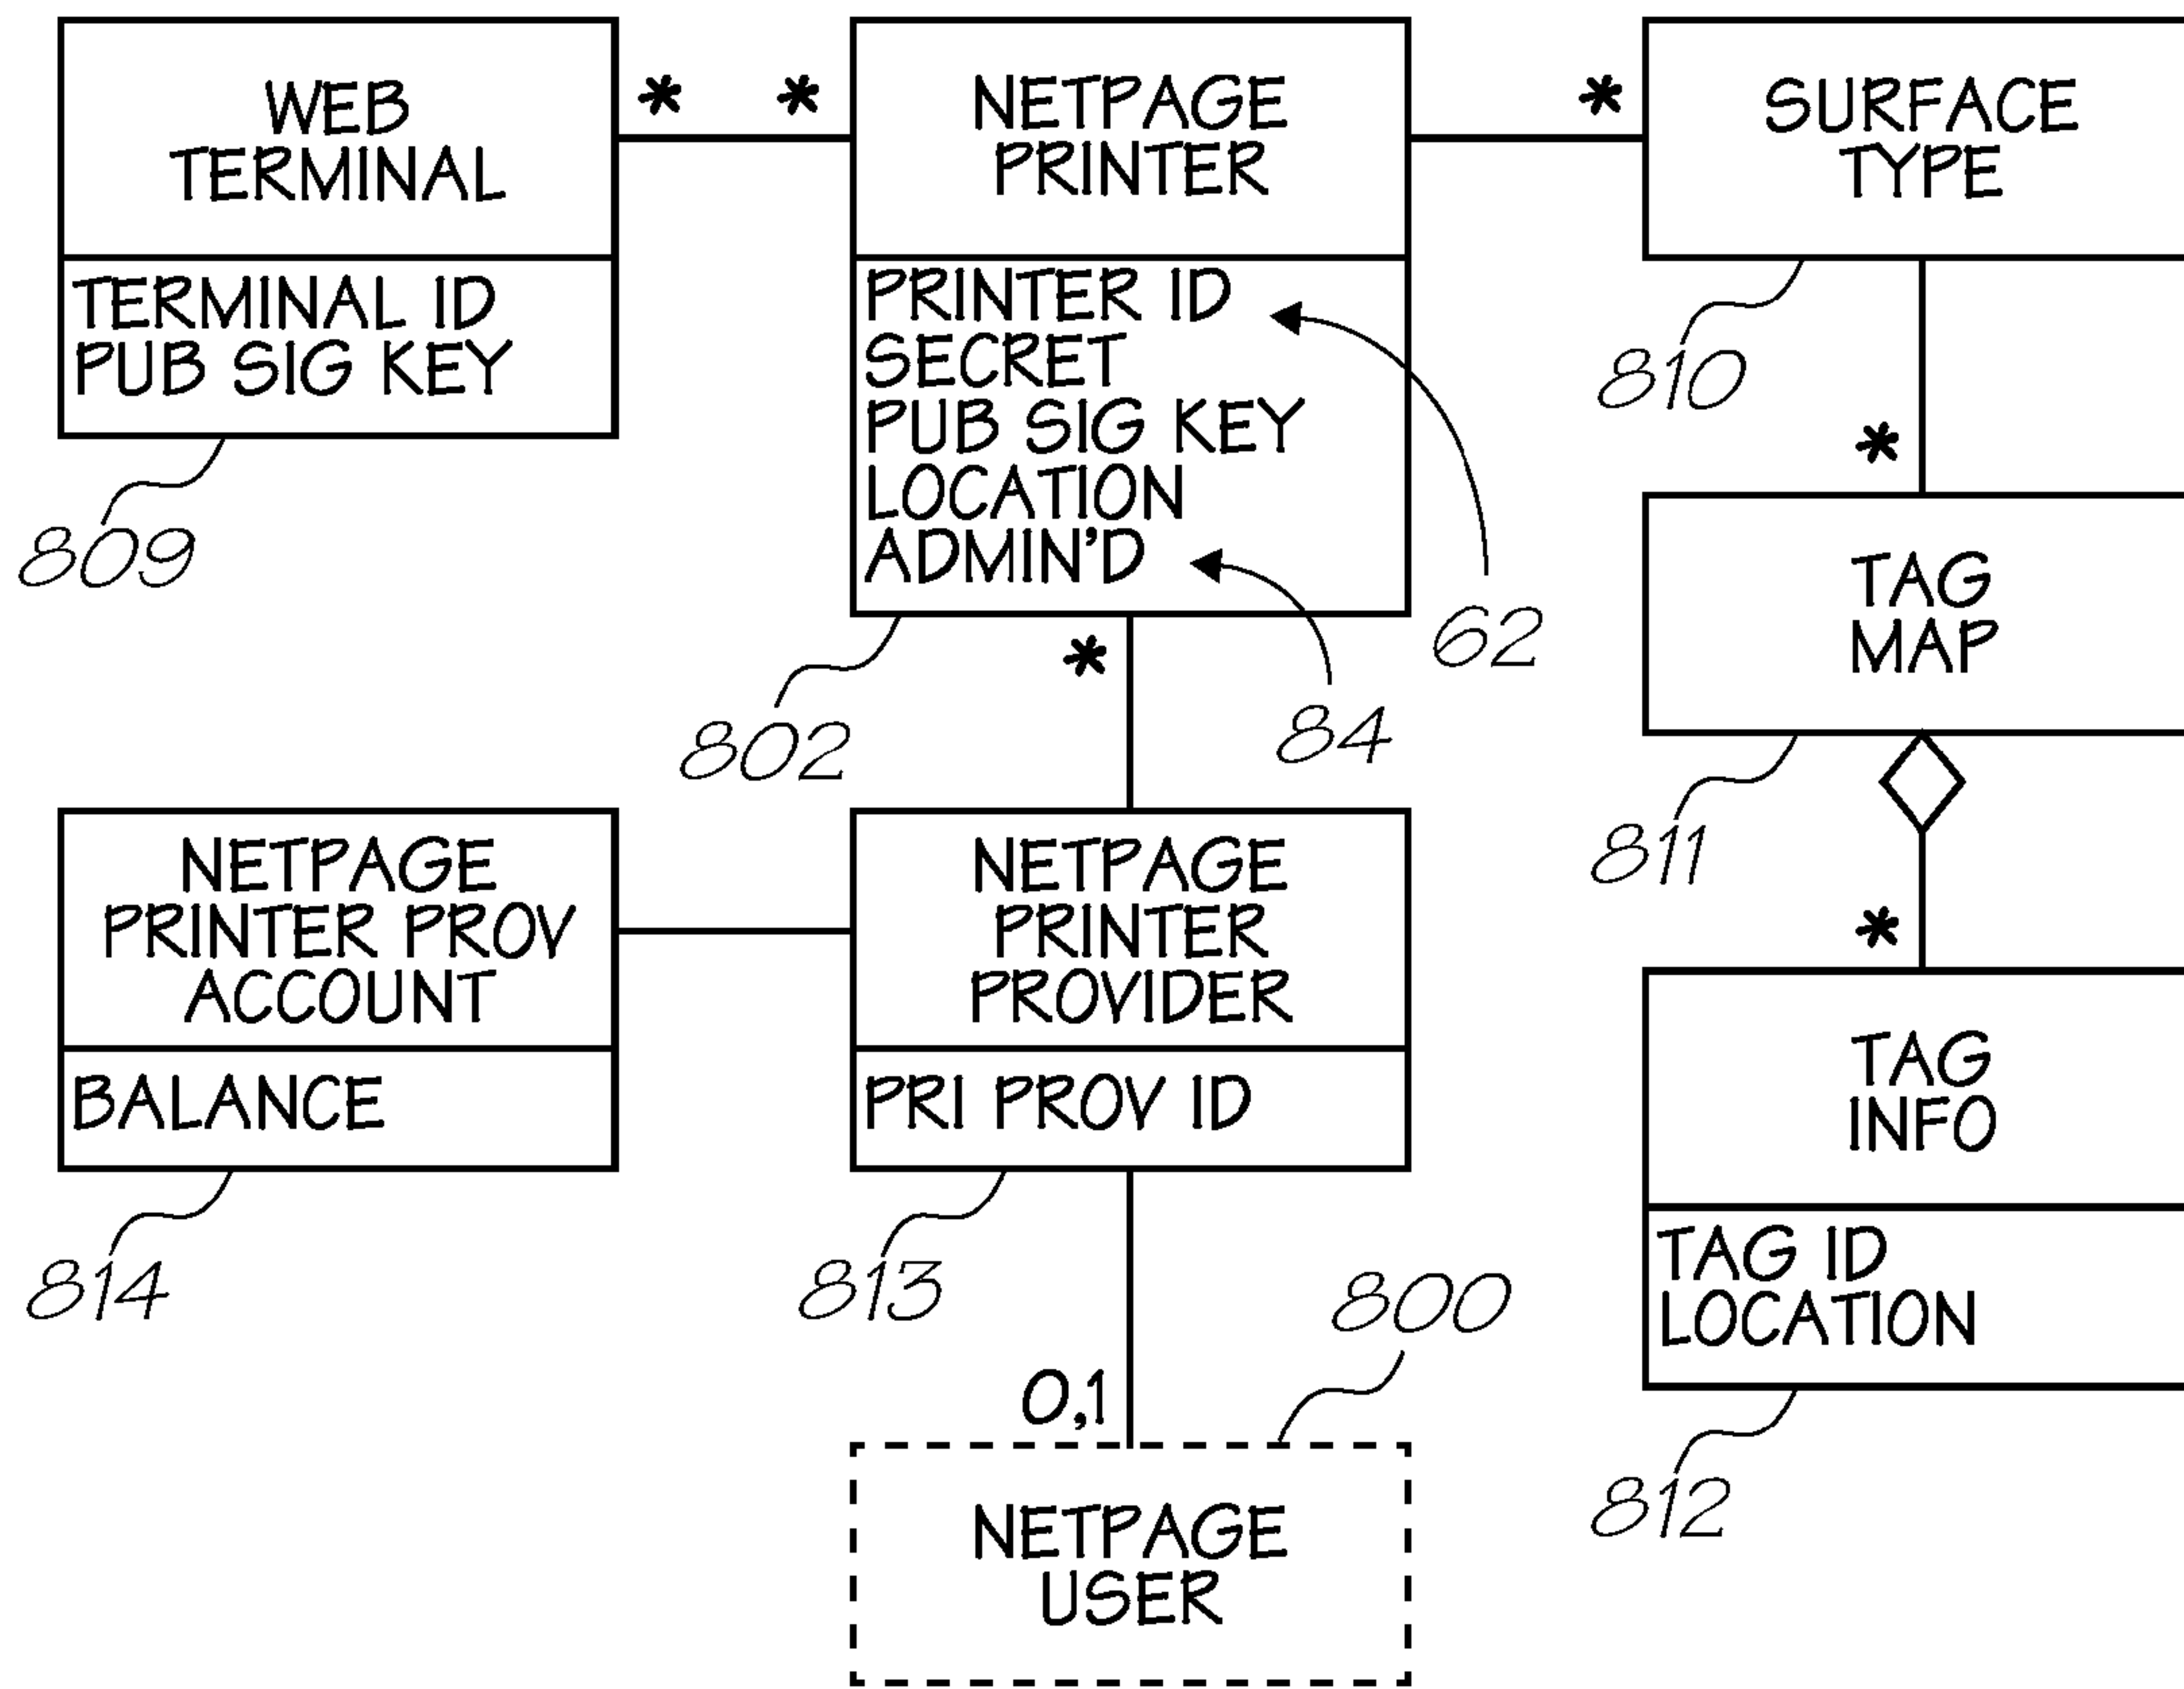 WEB
TERMINAL
TERMINAL ID
PUB SIG KEY
809
*
*
NETPAGE
PRINTER
PRINTER ID
SECRET
PUB SIG KEY
LOCATION
ADMIN'D
62
84
802
*
*
SURFACE
TYPE
810
*
TAG
MAP
811
*
TAG
INFO
TAG ID
LOCATION
812
NETPAGE
PRINTER PROV
ACCOUNT
BALANCE
814
NETPAGE
PRINTER
PROVIDER
PRI PROV ID
813
800
0,1
NETPAGE
USER